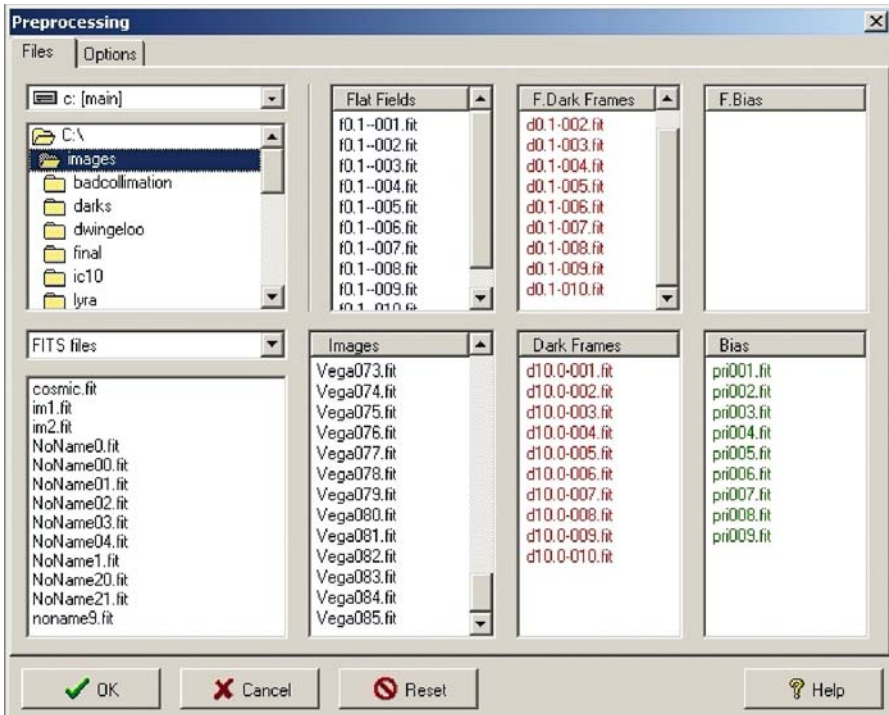 Preprocessing
Files
Options
c: [main]
C:\
images
badcollimation
darks
dwingeloo
final
ic10
lyra
Flat Fields
f0.1--001.fit
f0.1--002.fit
f0.1--003.fit
f0.1--004.fit
f0.1--005.fit
f0.1--006.fit
f0.1--007.fit
f0.1--008.fit
f0.1--009.fit
F.Dark Frames
d0.1-002.fit
d0.1-003.fit
d0.1-004.fit
d0.1-005.fit
d0.1-006.fit
d0.1-007.fit
d0.1-008.fit
d0.1-009.fit
d0.1-010.fit
F.Bias
FITS files
cosmic.fit
im1.fit
im2.fit
NoName0.fit
NoName00.fit
NoName01.fit
NoName02.fit
NoName03.fit
NoName04.fit
NoName1.fit
NoName20.fit
NoName21.fit
noname9.fit
Images
Vega073.fit
Vega074.fit
Vega075.fit
Vega076.fit
Vega077.fit
Vega078.fit
Vega079.fit
Vega080.fit
Vega081.fit
Vega082.fit
Vega083.fit
Vega084.fit
Vega085.fit
Dark Frames
d10.0-001.fit
d10.0-002.fit
d10.0-003.fit
d10.0-004.fit
d10.0-005.fit
d10.0-006.fit
d10.0-007.fit
d10.0-008.fit
d10.0-009.fit
d10.0-010.fit
Bias
pri001.fit
pri002.fit
pri003.fit
pri004.fit
pri005.fit
pri006.fit
pri007.fit
pri008.fit
pri009.fit
OK
Cancel
Reset
Help